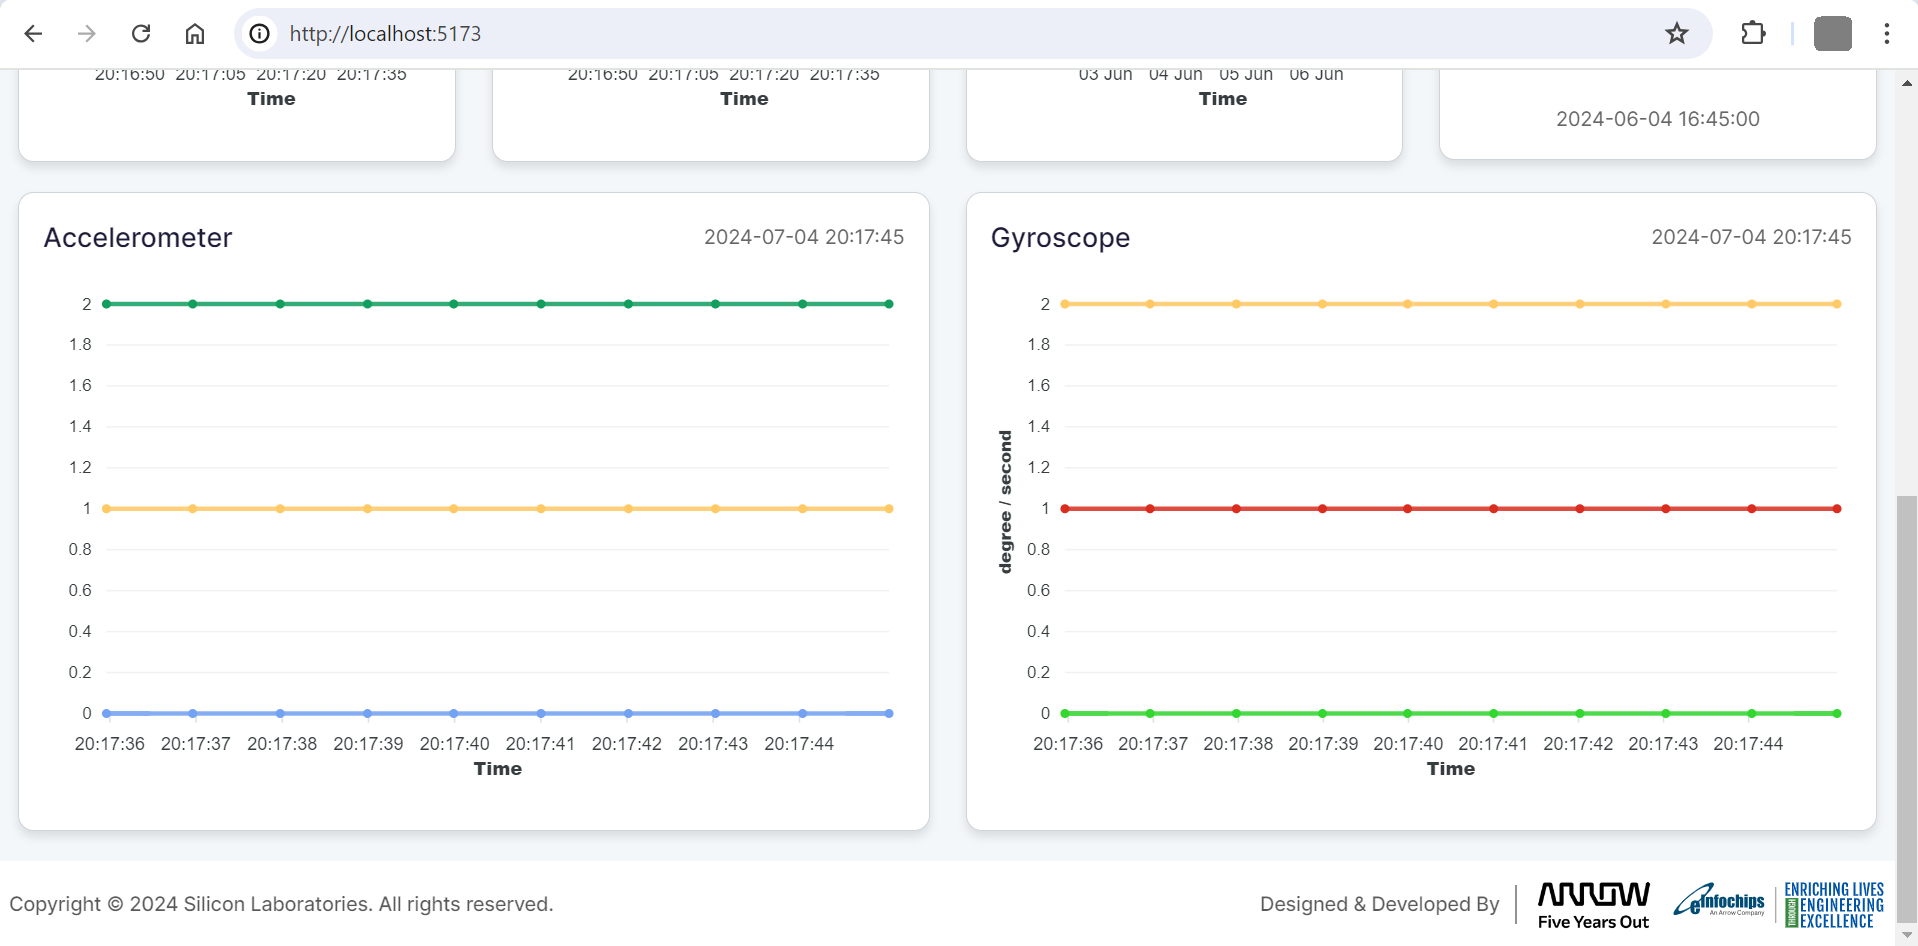 http://localhost:5173
20:16:50 20:17:05 20:17:20 20:17:35
Time
20:16:50 20:17:05 20:17:20 20:17:35
Time
03 Jun 04 Jun 05 Jun 06 Jun
Time
2024-06-04 16:45:00
Accelerometer
2024-07-04 20:17:45
2
1.8
1.6
1.4
1.2
1
0.8
0.6
0.4
0.2
0
20:17:36 20:17:37 20:17:38 20:17:39 20:17:40 20:17:41 20:17:42 20:17:43 20:17:44
Time
Gyroscope
2024-07-04 20:17:45
degree / second
2
1.8
1.6
1.4
1.2
1
0.8
0.6
0.4
0.2
0
20:17:36 20:17:37 20:17:38 20:17:39 20:17:40 20:17:41 20:17:42 20:17:43 20:17:44
Time
Copyright © 2024 Silicon Laboratories. All rights reserved.
Designed & Developed By
ARROW
Five Years Out
eInfochips
An Arrow Company
ENRICHING LIVES
THROUGH
ENGINEERING
EXCELLENCE